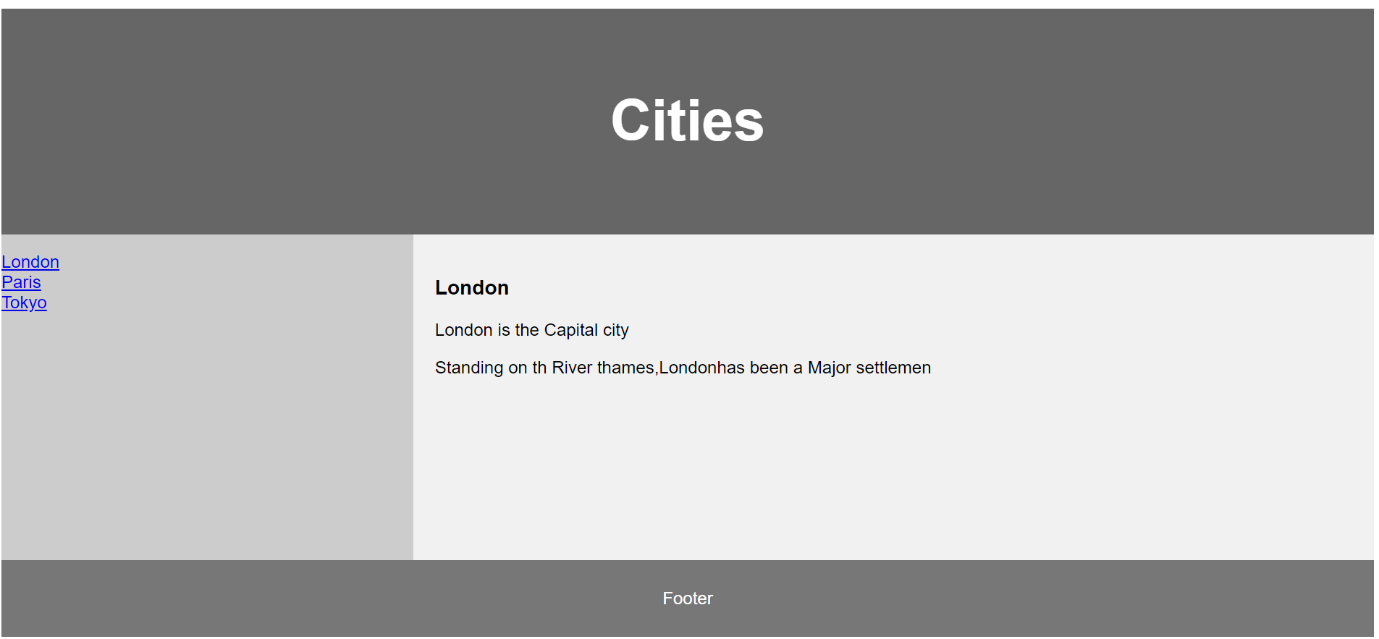 Cities
London
Paris
Tokyo
London
London is the Capital city
Standing on th River thames,Londonhas been a Major settlemen
Footer